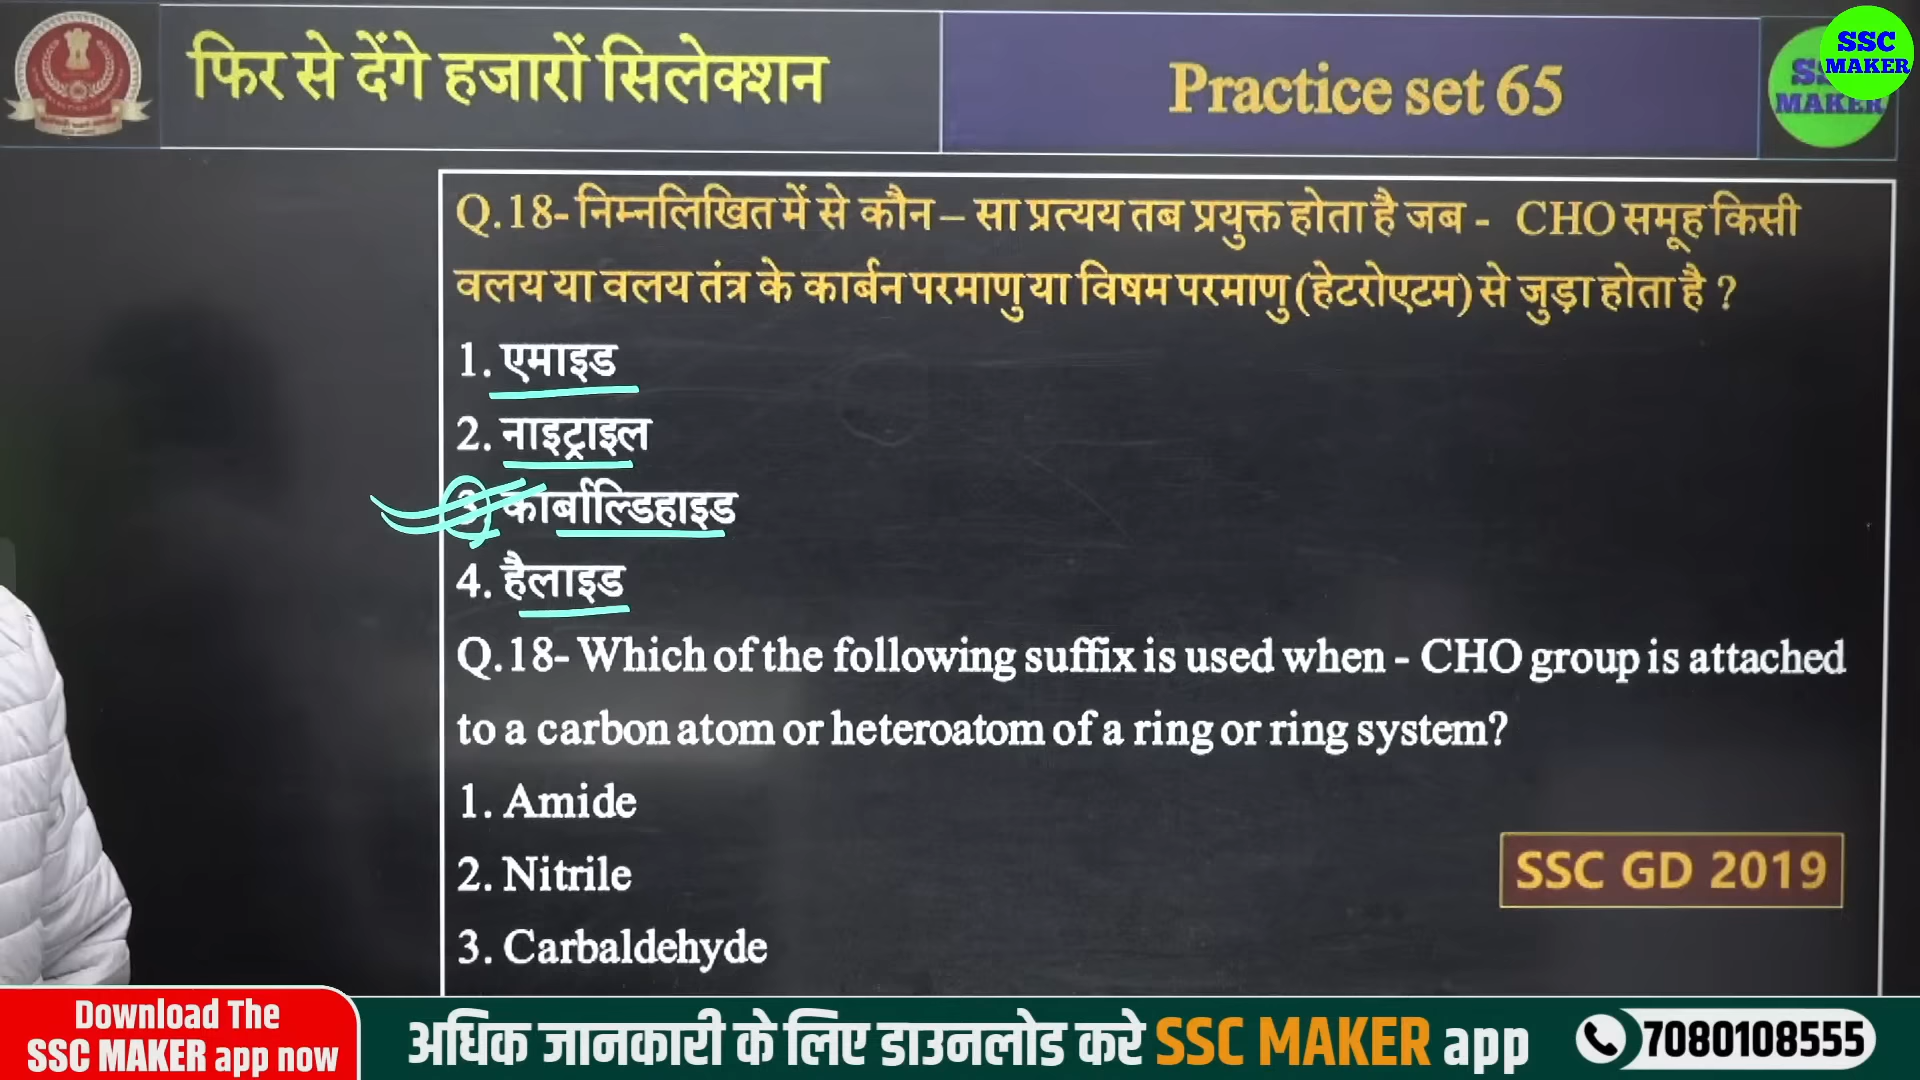 फिर से देंगे हजारों सिलेक्शन
Practice set 65
SSC
MAKER
MAKER
Q.18- निम्नलिखित में से कौन – सा प्रत्यय तब प्रयुक्त होता है जब - CHO समूह किसी
वलय या वलय तंत्र के कार्बन परमाणु या विषम परमाणु (हेटरोएटम) से जुड़ा होता है ?
1. एमाइड
2. नाइट्राइल
3. कार्बाल्डिहाइड
4. हैलाइड
Q.18- Which of the following suffix is used when - CHO group is attached
to a carbon atom or heteroatom of a ring or ring system?
1. Amide
2. Nitrile
3. Carbaldehyde
SSC GD 2019
Download The
SSC MAKER app now
अधिक जानकारी के लिए डाउनलोड करे SSC MAKER app
7080108555